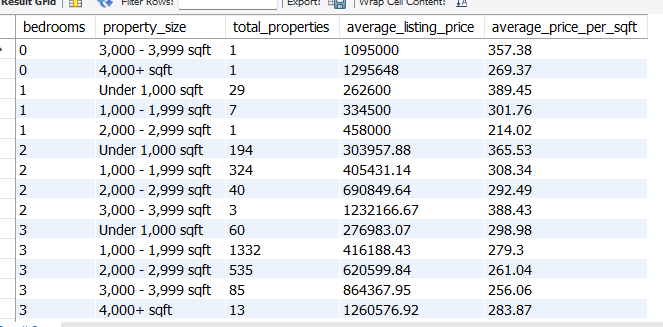 Result Grid Filter Rows: Export: Wrap Cell Content:
bedrooms property_size total_properties average_listing_price average_price_per_sqft
0 3,000 - 3,999 sqft 1 1095000 357.38
0 4,000+ sqft 1 1295648 269.37
1 Under 1,000 sqft 29 262600 389.45
1 1,000 - 1,999 sqft 7 334500 301.76
1 2,000 - 2,999 sqft 1 458000 214.02
2 Under 1,000 sqft 194 303957.88 365.53
2 1,000 - 1,999 sqft 324 405431.14 308.34
2 2,000 - 2,999 sqft 40 690849.64 292.49
2 3,000 - 3,999 sqft 3 1232166.67 388.43
3 Under 1,000 sqft 60 276983.07 298.98
3 1,000 - 1,999 sqft 1332 416188.43 279.3
3 2,000 - 2,999 sqft 535 620599.84 261.04
3 3,000 - 3,999 sqft 85 864367.95 256.06
3 4,000+ sqft 13 1260576.92 283.87